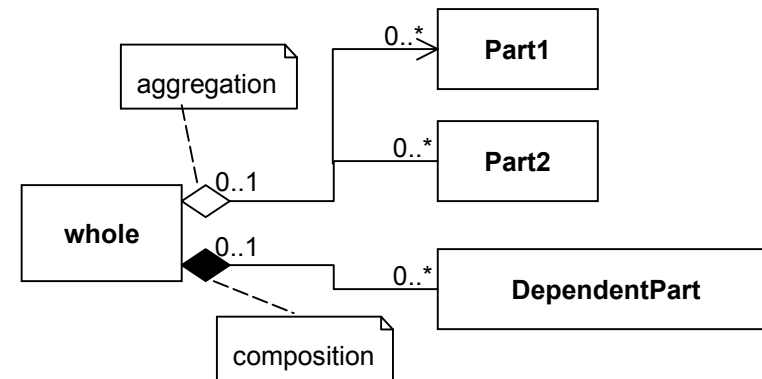 0..*
Part1
aggregation
0..*
Part2
0..1
whole
0..1
0..*
DependentPart
composition